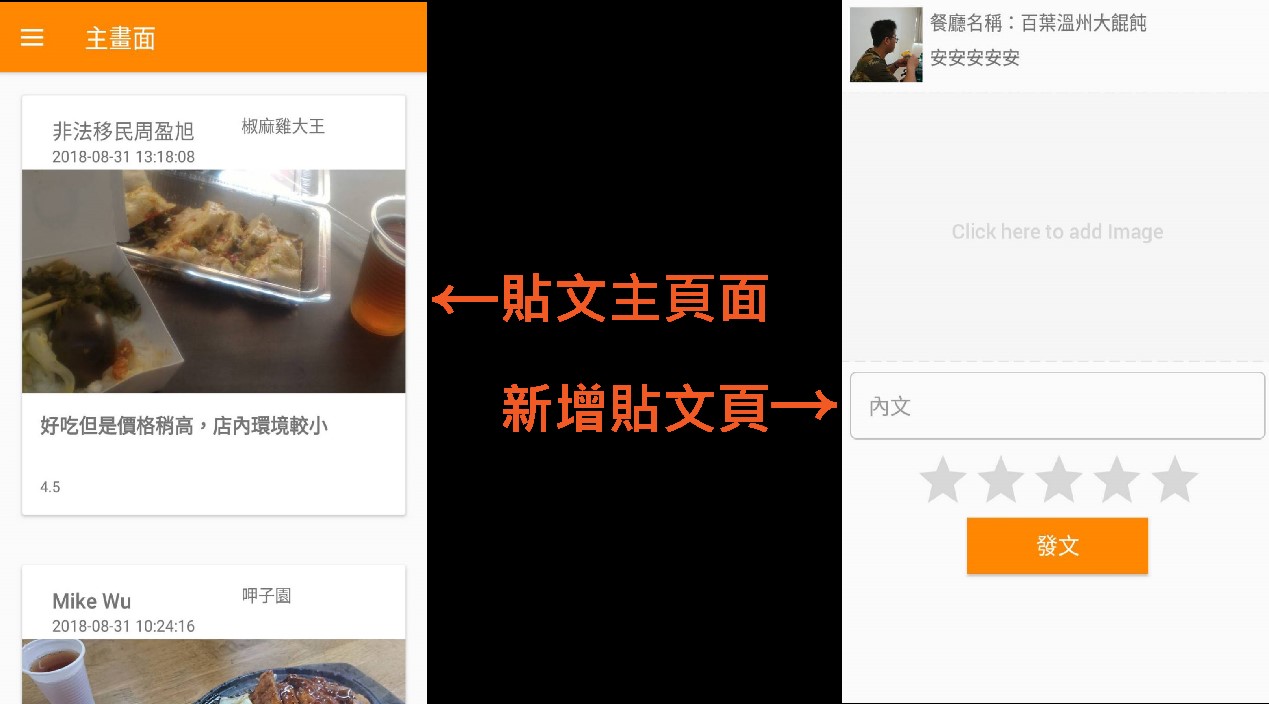 主畫面
非法移民周盈旭
椒麻雞大王
2018-08-31 13:18:08
好吃但是價格稍高，店內環境較小
4.5
Mike Wu
呷子園
2018-08-31 10:24:16
←貼文主頁面
新增貼文頁→
餐廳名稱：百葉溫州大餛飩
安安安安安
Click here to add Image
內文
發文